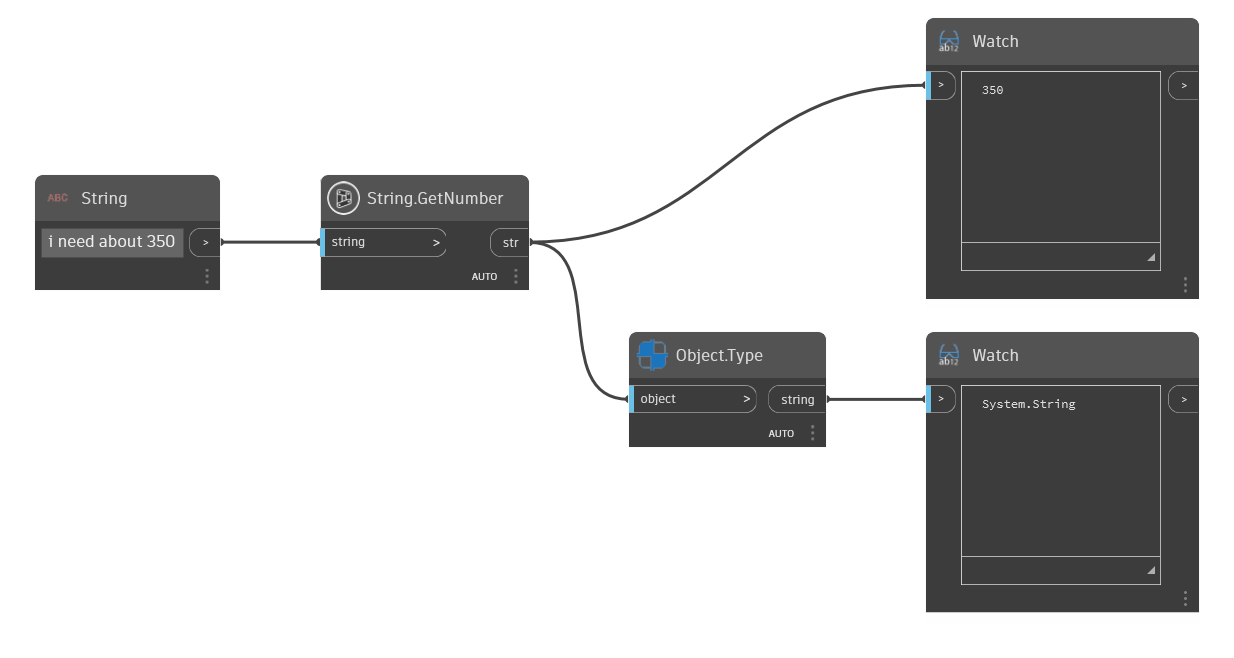 Watch
>
350
>
ABC String
i need about 350
>
String.GetNumber
string >
str
AUTO
Object.Type
object >
string
AUTO
Watch
>
System.String
>